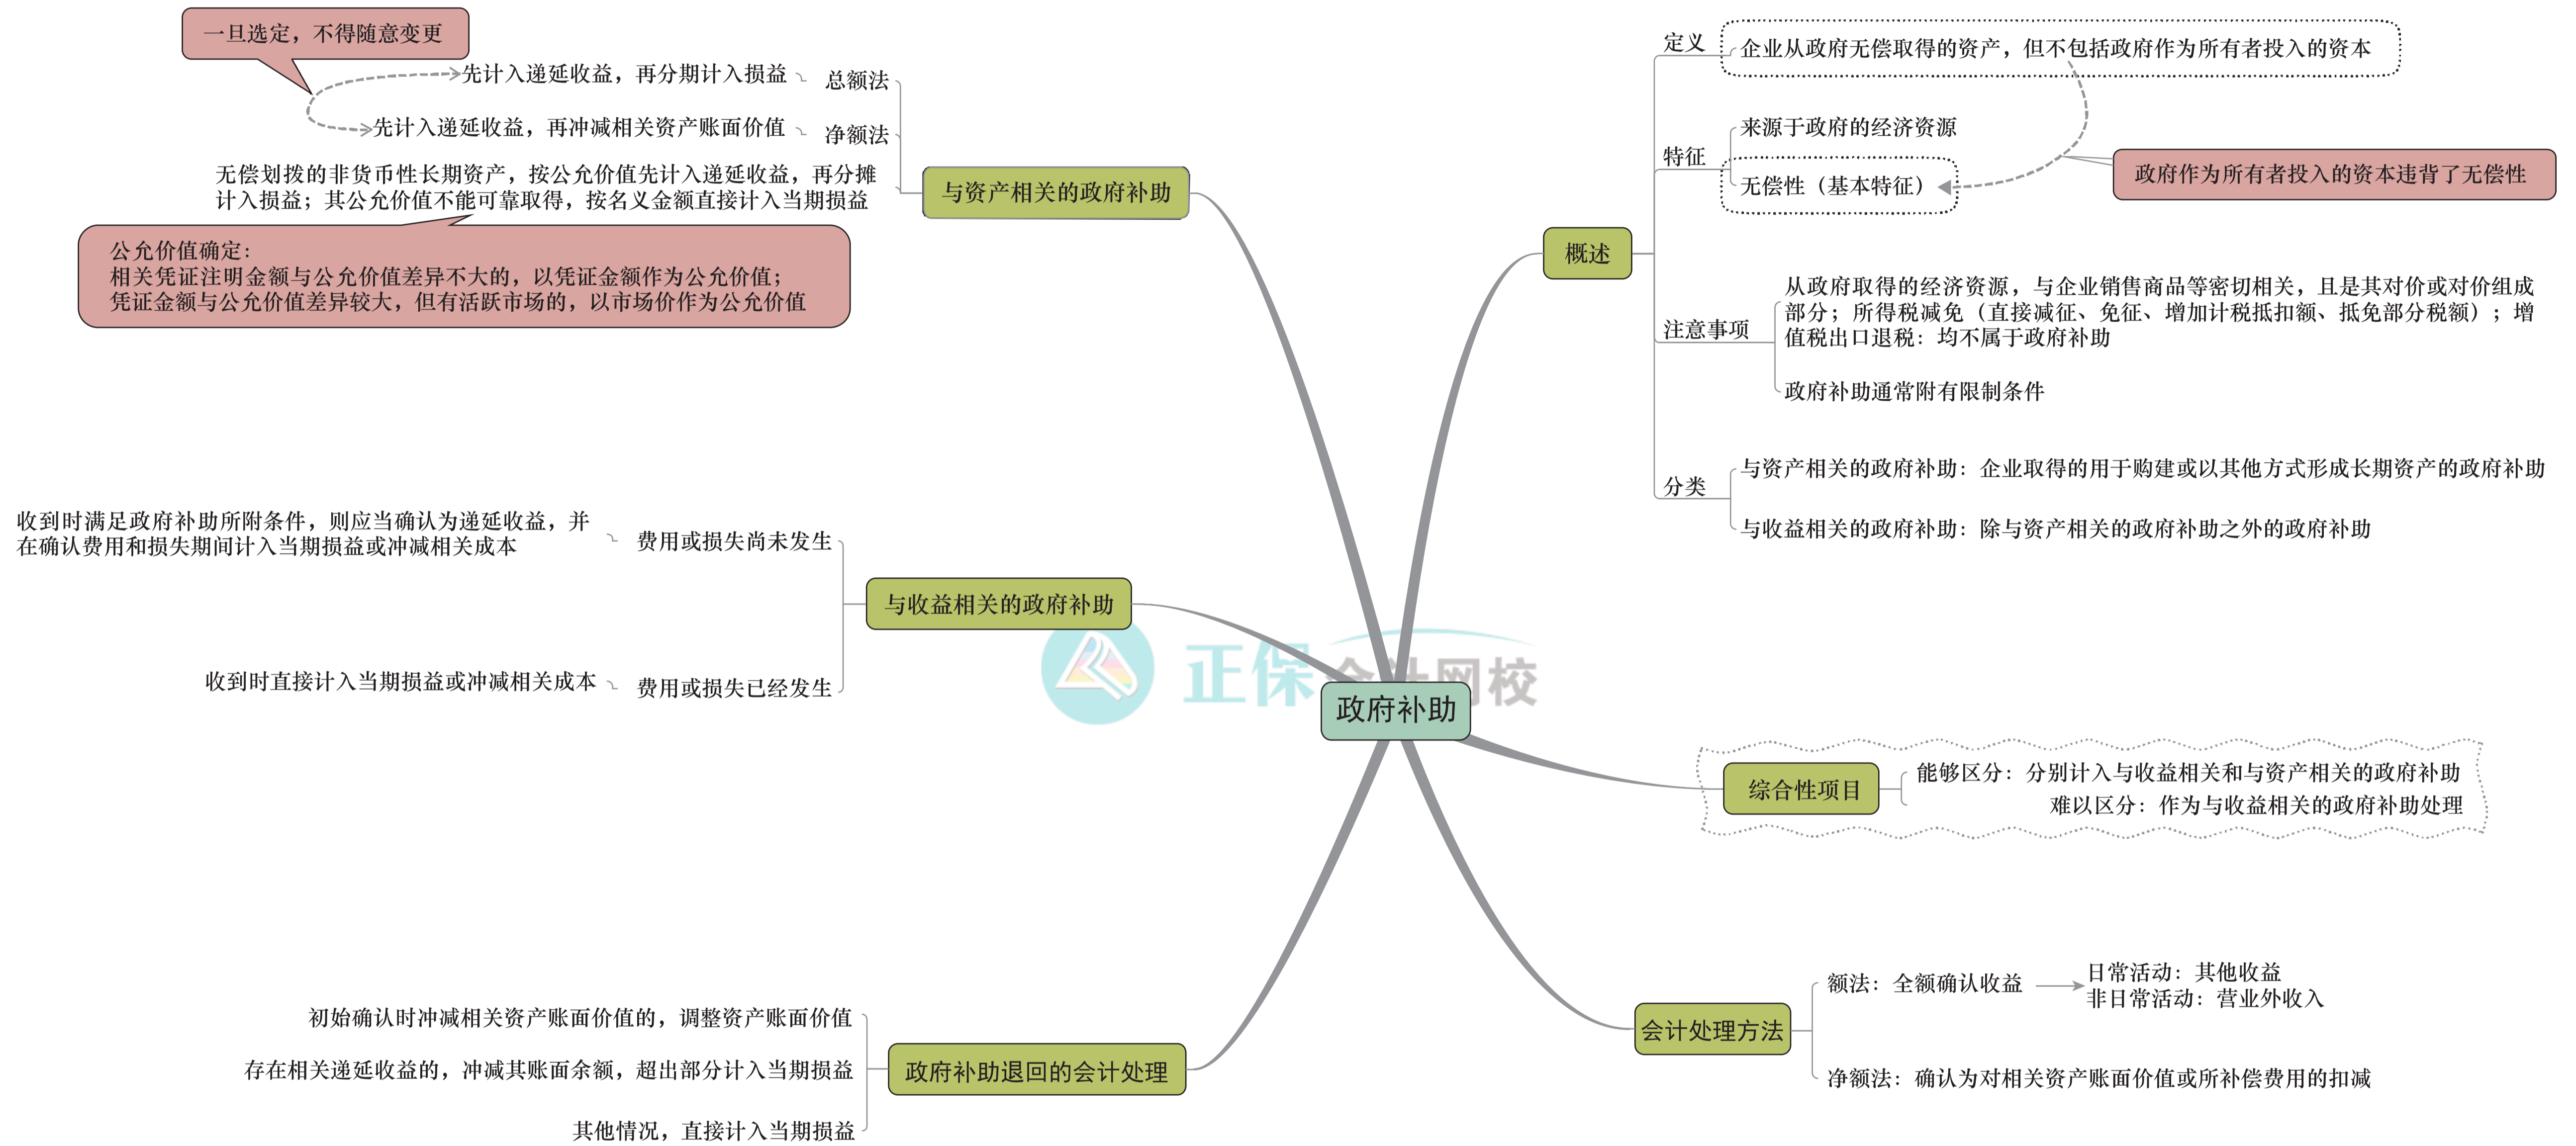 政府补助
概述
定义
企业从政府无偿取得的资产，但不包括政府作为所有者投入的资本
特征
来源于政府的经济资源
无偿性（基本特征）
政府作为所有者投入的资本违背了无偿性
注意事项
从政府取得的经济资源，与企业销售商品等密切相关，且是其对价或对价组成
部分；所得税减免（直接减征、免征、增加计税抵扣额、抵免部分税额）；增
值税出口退税：均不属于政府补助
政府补助通常附有限制条件
分类
与资产相关的政府补助：企业取得的用于购建或以其他方式形成长期资产的政府补助
与收益相关的政府补助：除与资产相关的政府补助之外的政府补助
综合性项目
能够区分：分别计入与收益相关和与资产相关的政府补助
难以区分：作为与收益相关的政府补助处理
会计处理方法
额法：全额确认收益
日常活动：其他收益
非日常活动：营业外收入
净额法：确认为对相关资产账面价值或所补偿费用的扣减
与资产相关的政府补助
总额法
先计入递延收益，再分期计入损益
一旦选定，不得随意变更
净额法
先计入递延收益，再冲减相关资产账面价值
无偿划拨的非货币性长期资产，按公允价值先计入递延收益，再分摊
计入损益；其公允价值不能可靠取得，按名义金额直接计入当期损益
公允价值确定：
相关凭证注明金额与公允价值差异不大的，以凭证金额作为公允价值；
凭证金额与公允价值差异较大，但有活跃市场的，以市场价作为公允价值
与收益相关的政府补助
费用或损失尚未发生
收到时满足政府补助所附条件，则应当确认为递延收益，并
在确认费用和损失期间计入当期损益或冲减相关成本
费用或损失已经发生
收到时直接计入当期损益或冲减相关成本
政府补助退回的会计处理
初始确认时冲减相关资产账面价值的，调整资产账面价值
存在相关递延收益的，冲减其账面余额，超出部分计入当期损益
其他情况，直接计入当期损益
正保会计网校